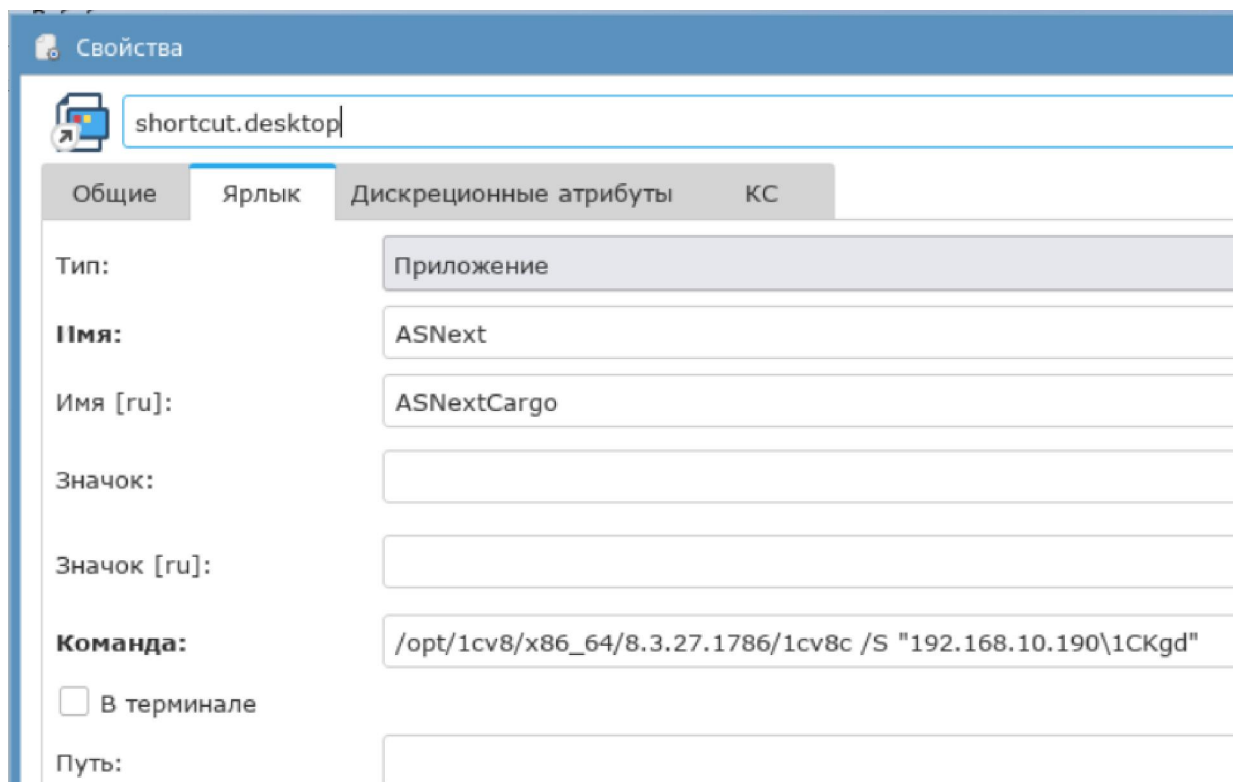 Свойства
shortcut.desktop
Общие Ярлык Дискреционные атрибуты КС
Тип: Приложение
Имя: ASNext
Имя [ru]: ASNextCargo
Значок:
Значок [ru]:
Команда: /opt/1cv8/x86_64/8.3.27.1786/1cv8c /S "192.168.10.190\1CKgd"
В терминале
Путь: